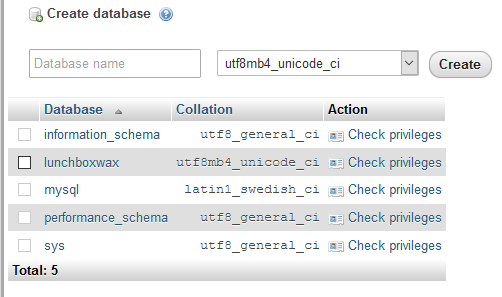 Create database
Database name utf8mb4_unicode_ci Create
Database Collation Action
information_schema utf8_general_ci Check privileges
lunchboxwax utf8mb4_unicode_ci Check privileges
mysql latin1_swedish_ci Check privileges
performance_schema utf8_general_ci Check privileges
sys utf8_general_ci Check privileges
Total: 5